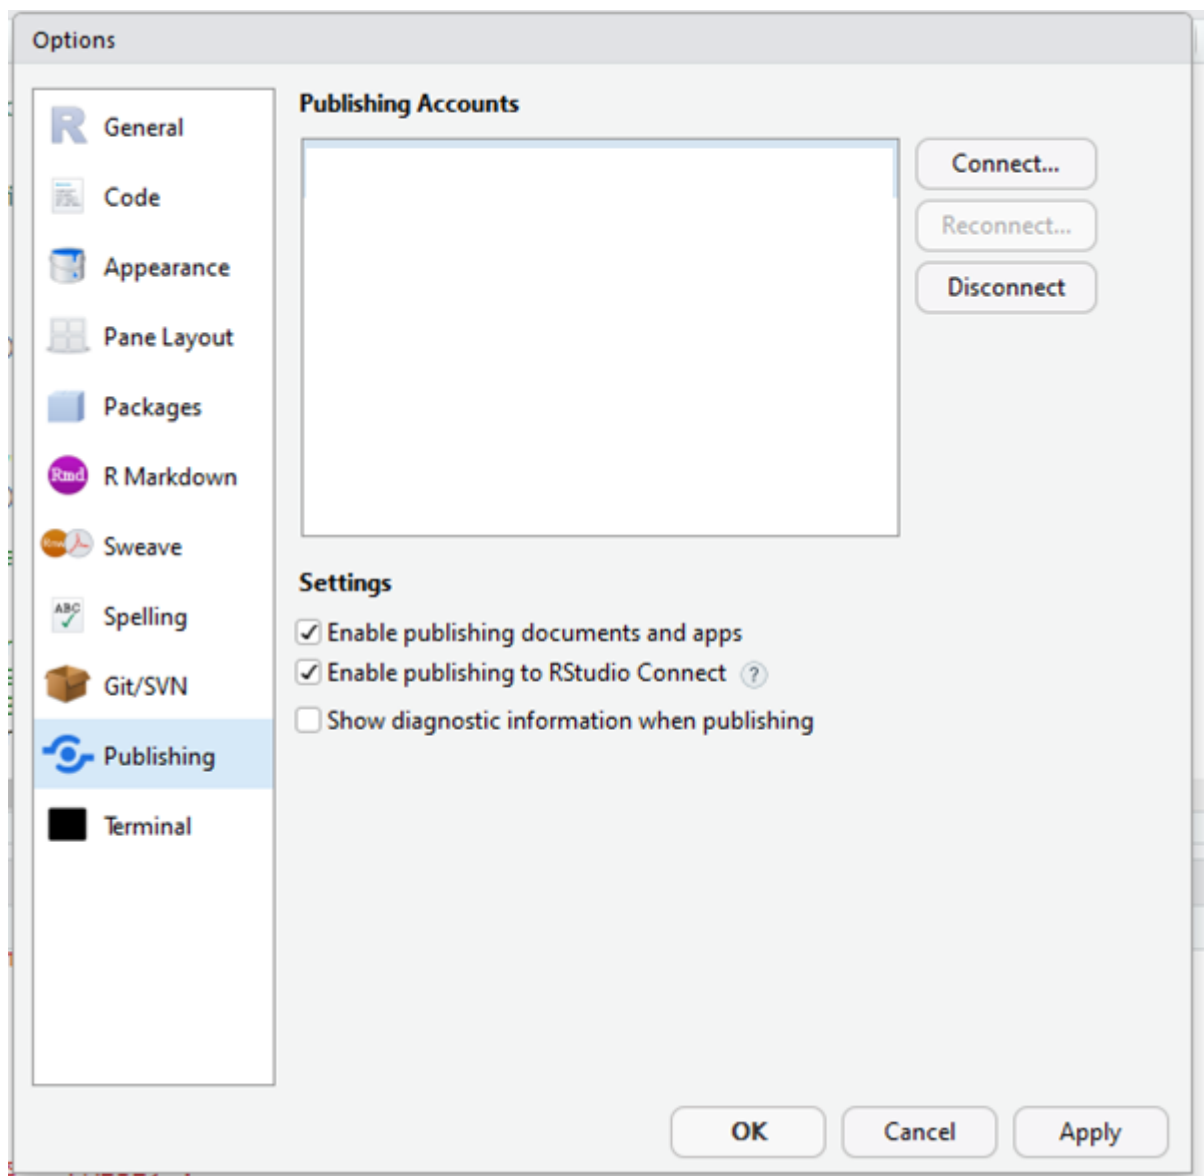 Options
General
Code
Appearance
Pane Layout
Packages
Rmd
R Markdown
Sweave
ABC
Spelling
Git/SVN
Publishing
Terminal
Publishing Accounts
Connect...
Reconnect...
Disconnect
Settings
Enable publishing documents and apps
Enable publishing to RStudio Connect ?
Show diagnostic information when publishing
OK
Cancel
Apply